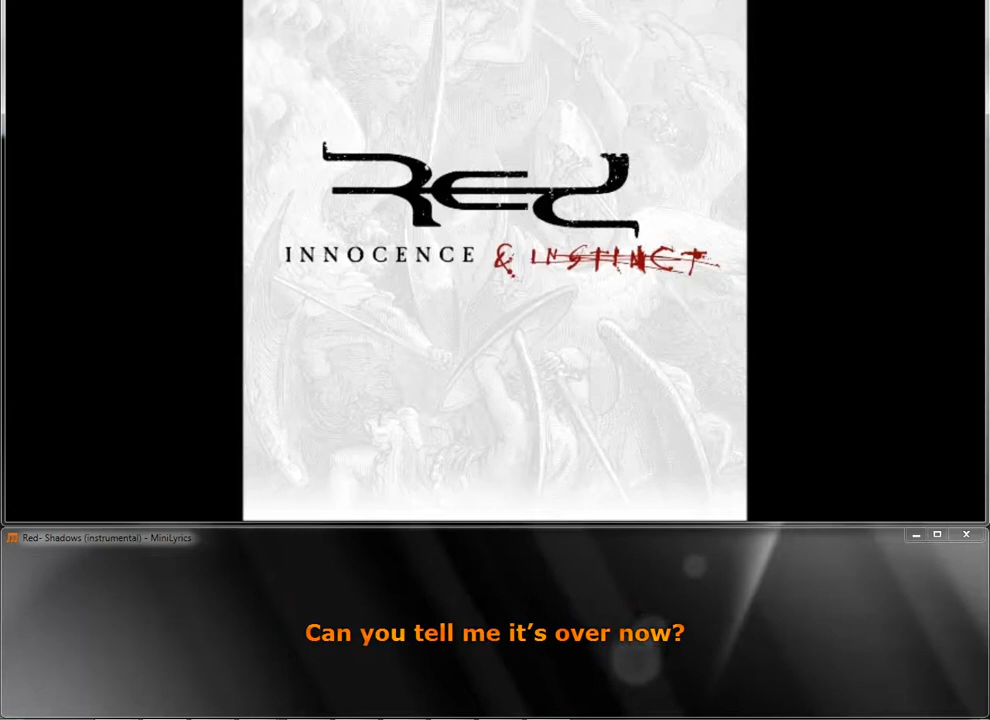 RED
INNOCENCE & INSTINCT
Red- Shadows (instrumental) - MiniLyrics
Can you tell me it’s over now?